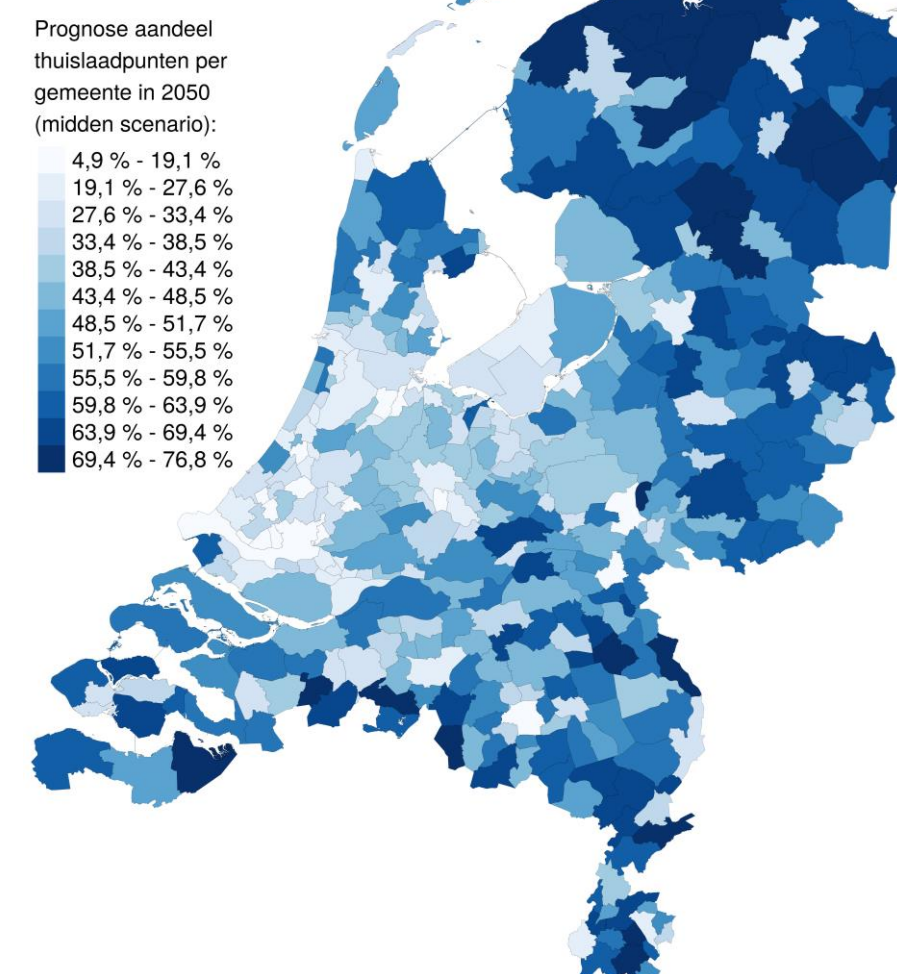 Prognose aandeel
thuislaadpunten per
gemeente in 2050
(midden scenario):
4,9 % - 19,1 %
19,1 % - 27,6 %
27,6 % - 33,4 %
33,4 % - 38,5 %
38,5 % - 43,4 %
43,4 % - 48,5 %
48,5 % - 51,7 %
51,7 % - 55,5 %
55,5 % - 59,8 %
59,8 % - 63,9 %
63,9 % - 69,4 %
69,4 % - 76,8 %